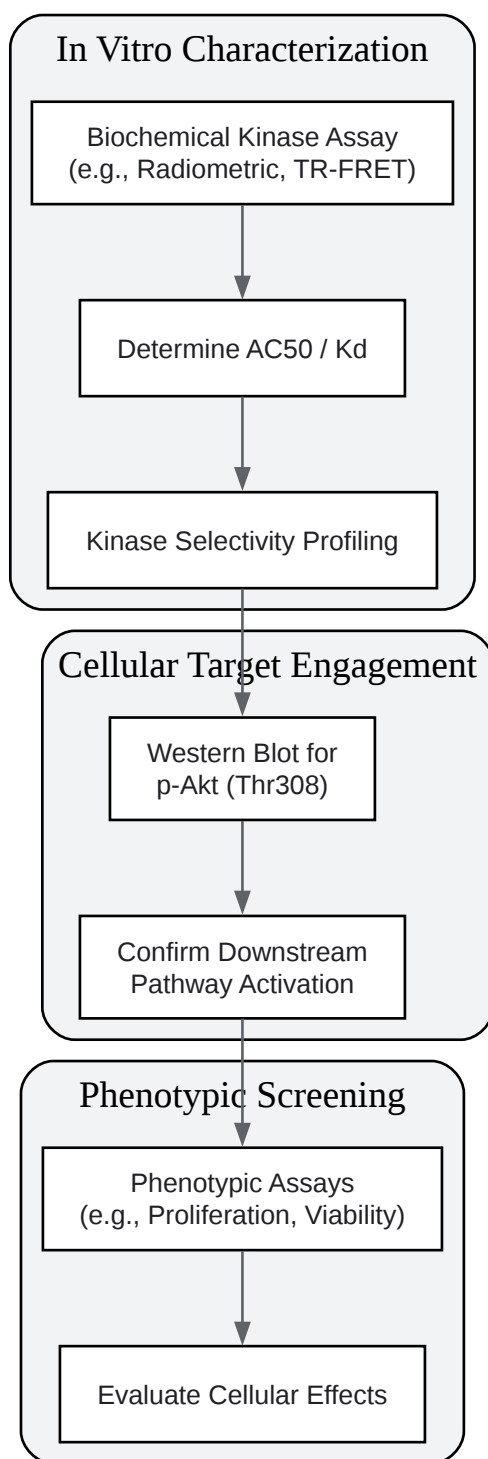 In Vitro Characterization
Biochemical Kinase Assay
(e.g., Radiometric, TR-FRET)
Determine AC50 / Kd
Kinase Selectivity Profiling
Cellular Target Engagement
Western Blot for
p-Akt (Thr308)
Confirm Downstream
Pathway Activation
Phenotypic Screening
Phenotypic Assays
(e.g., Proliferation, Viability)
Evaluate Cellular Effects